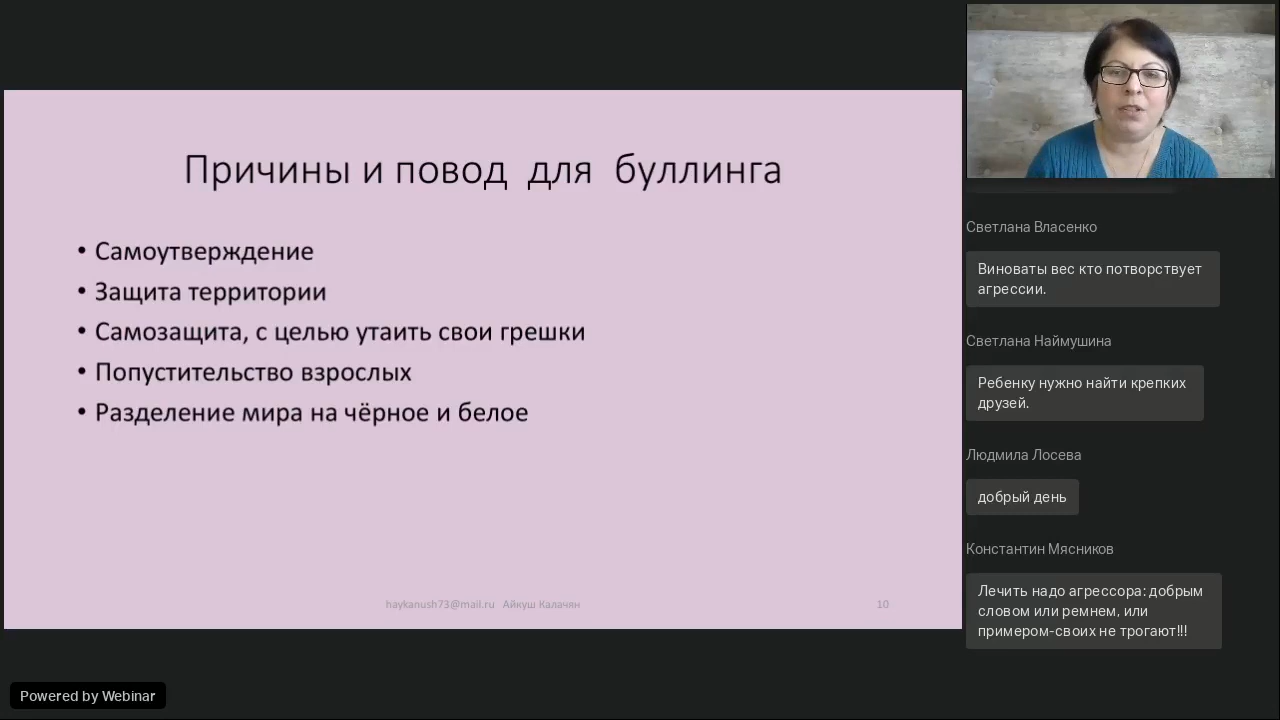 Причины и повод для буллинга
• Самоутверждение
• Защита территории
• Самозащита, с целью утаить свои грешки
• Попустительство взрослых
• Разделение мира на чёрное и белое
haykanush73@mail.ru Айкуш Калачян
10
Светлана Власенко
Виноваты вес кто потворствует
агрессии.
Светлана Наймушина
Ребенку нужно найти крепких
друзей.
Людмила Лосева
добрый день
Константин Мясников
Лечить надо агрессора: добрым
словом или ремнем, или
примером-своих не трогают!!!
Powered by Webinar